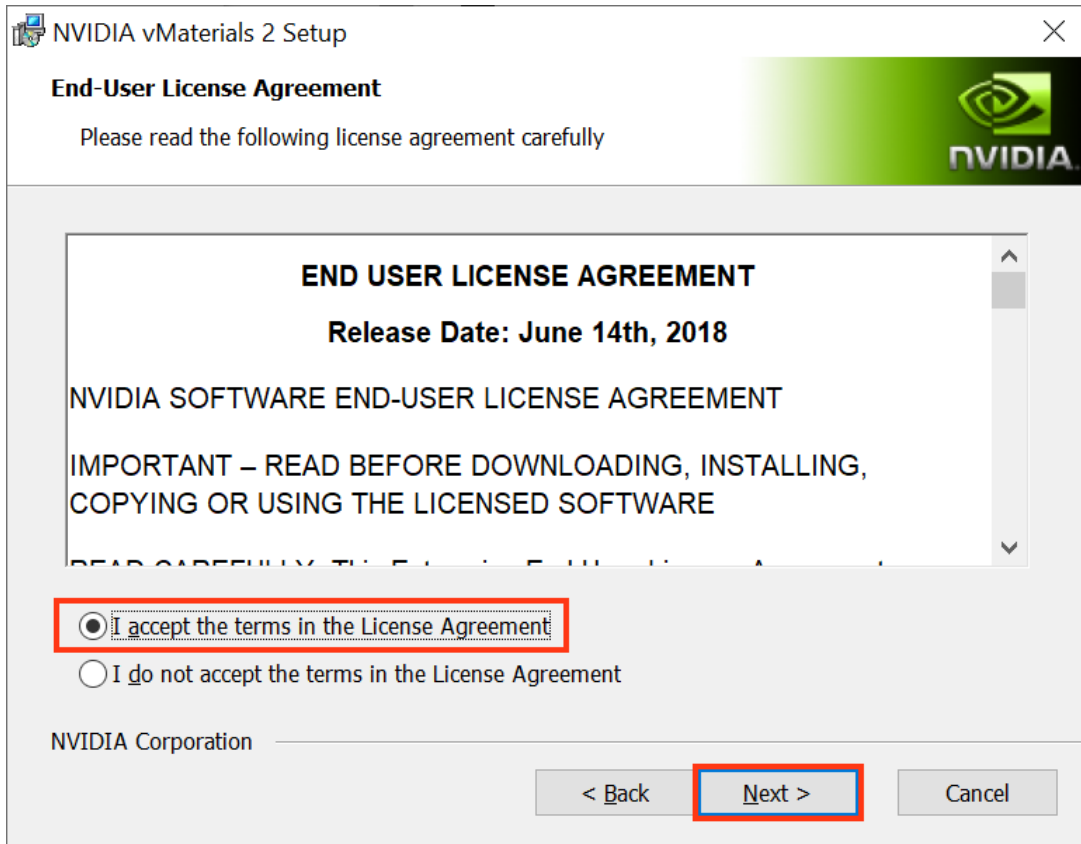 NVIDIA vMaterials 2 Setup
End-User License Agreement
Please read the following license agreement carefully
NVIDIA.
END USER LICENSE AGREEMENT
Release Date: June 14th, 2018
NVIDIA SOFTWARE END-USER LICENSE AGREEMENT
IMPORTANT – READ BEFORE DOWNLOADING, INSTALLING,
COPYING OR USING THE LICENSED SOFTWARE
I accept the terms in the License Agreement
I do not accept the terms in the License Agreement
NVIDIA Corporation
< Back Next > Cancel